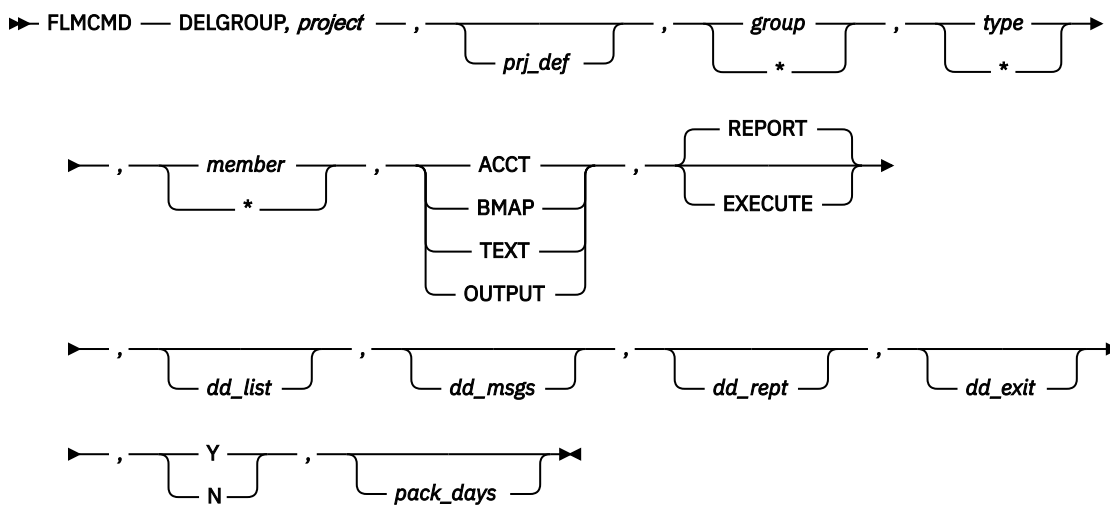 FLMCMD DELGROUP, project , , group , type
prj_def * *
REPORT
, member , ACCT ,
* BMAP EXECUTE
TEXT
OUTPUT
, , , ,
dd_list dd_msgs dd_rept dd_exit
, Y ,
N pack_days